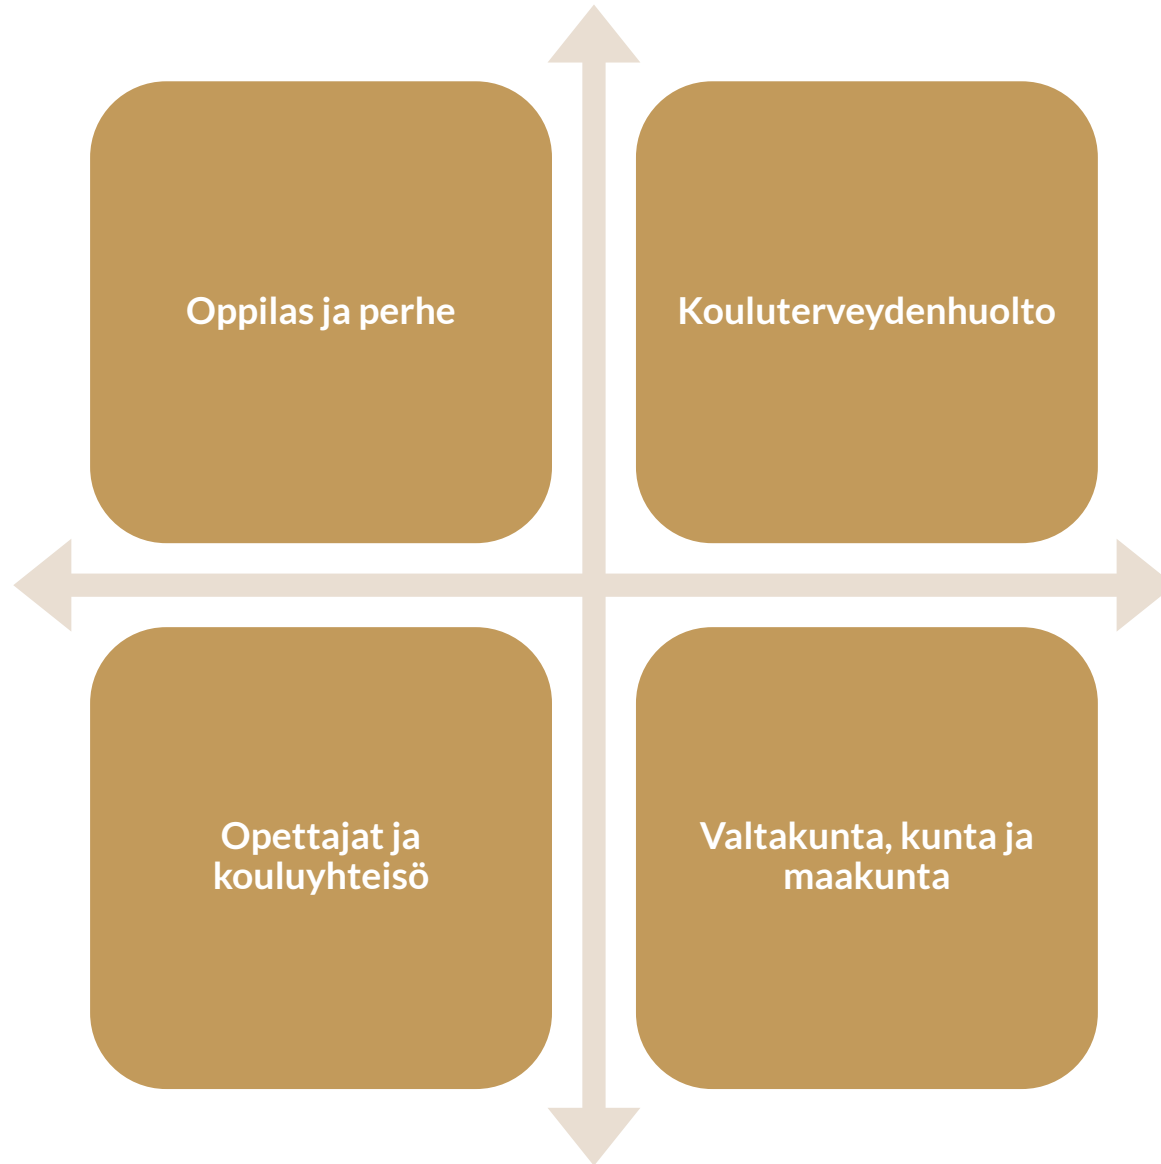 Oppilas ja perhe
Kouluterveydenhuolto
Opettajat ja
kouluyhteisö
Valtakunta, kunta ja
maakunta